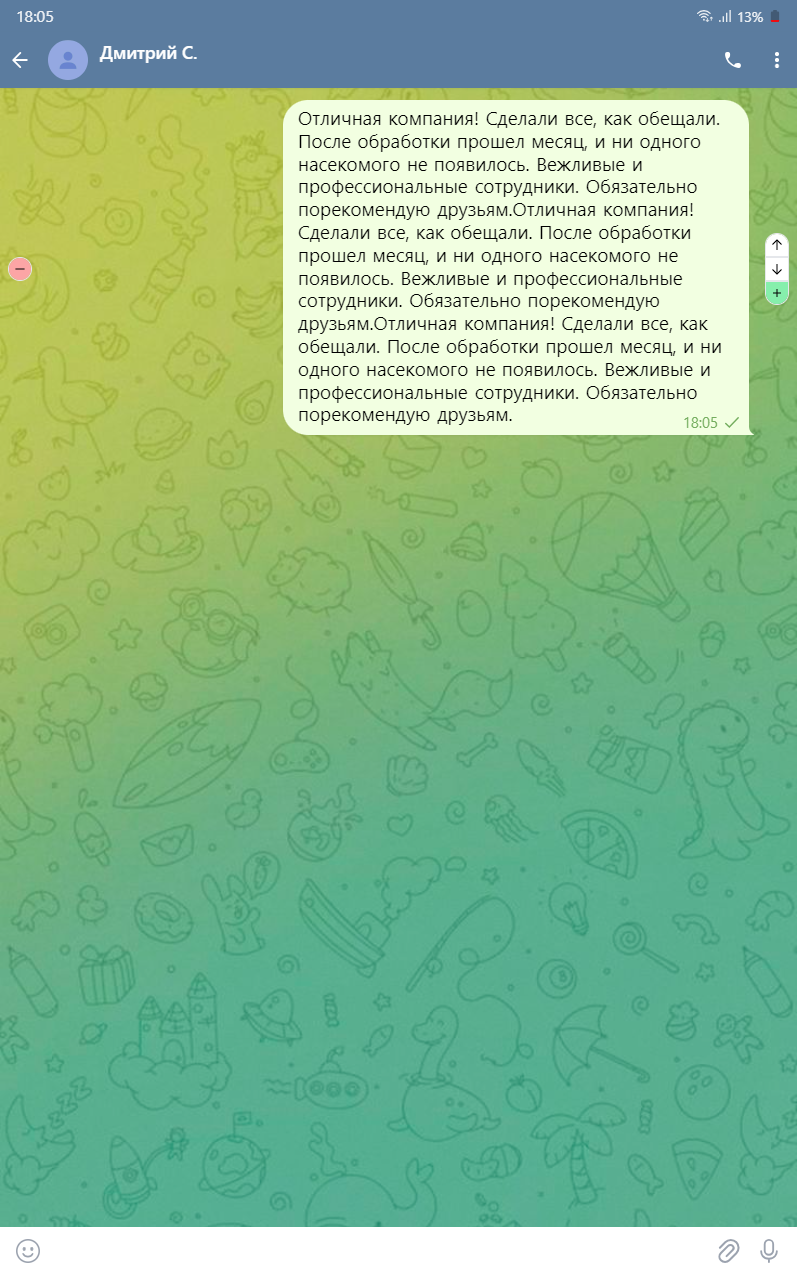 18:05 13%
Дмитрий С.
Отличная компания! Сделали все, как обещали.
После обработки прошел месяц, и ни одного
насекомого не появилось. Вежливые и
профессиональные сотрудники. Обязательно
порекомендую друзьям.Отличная компания!
Сделали все, как обещали. После обработки
прошел месяц, и ни одного насекомого не
появилось. Вежливые и профессиональные
сотрудники. Обязательно порекомендую
друзьям.Отличная компания! Сделали все, как
обещали. После обработки прошел месяц, и ни
одного насекомого не появилось. Вежливые и
профессиональные сотрудники. Обязательно
порекомендую друзьям.
18:05